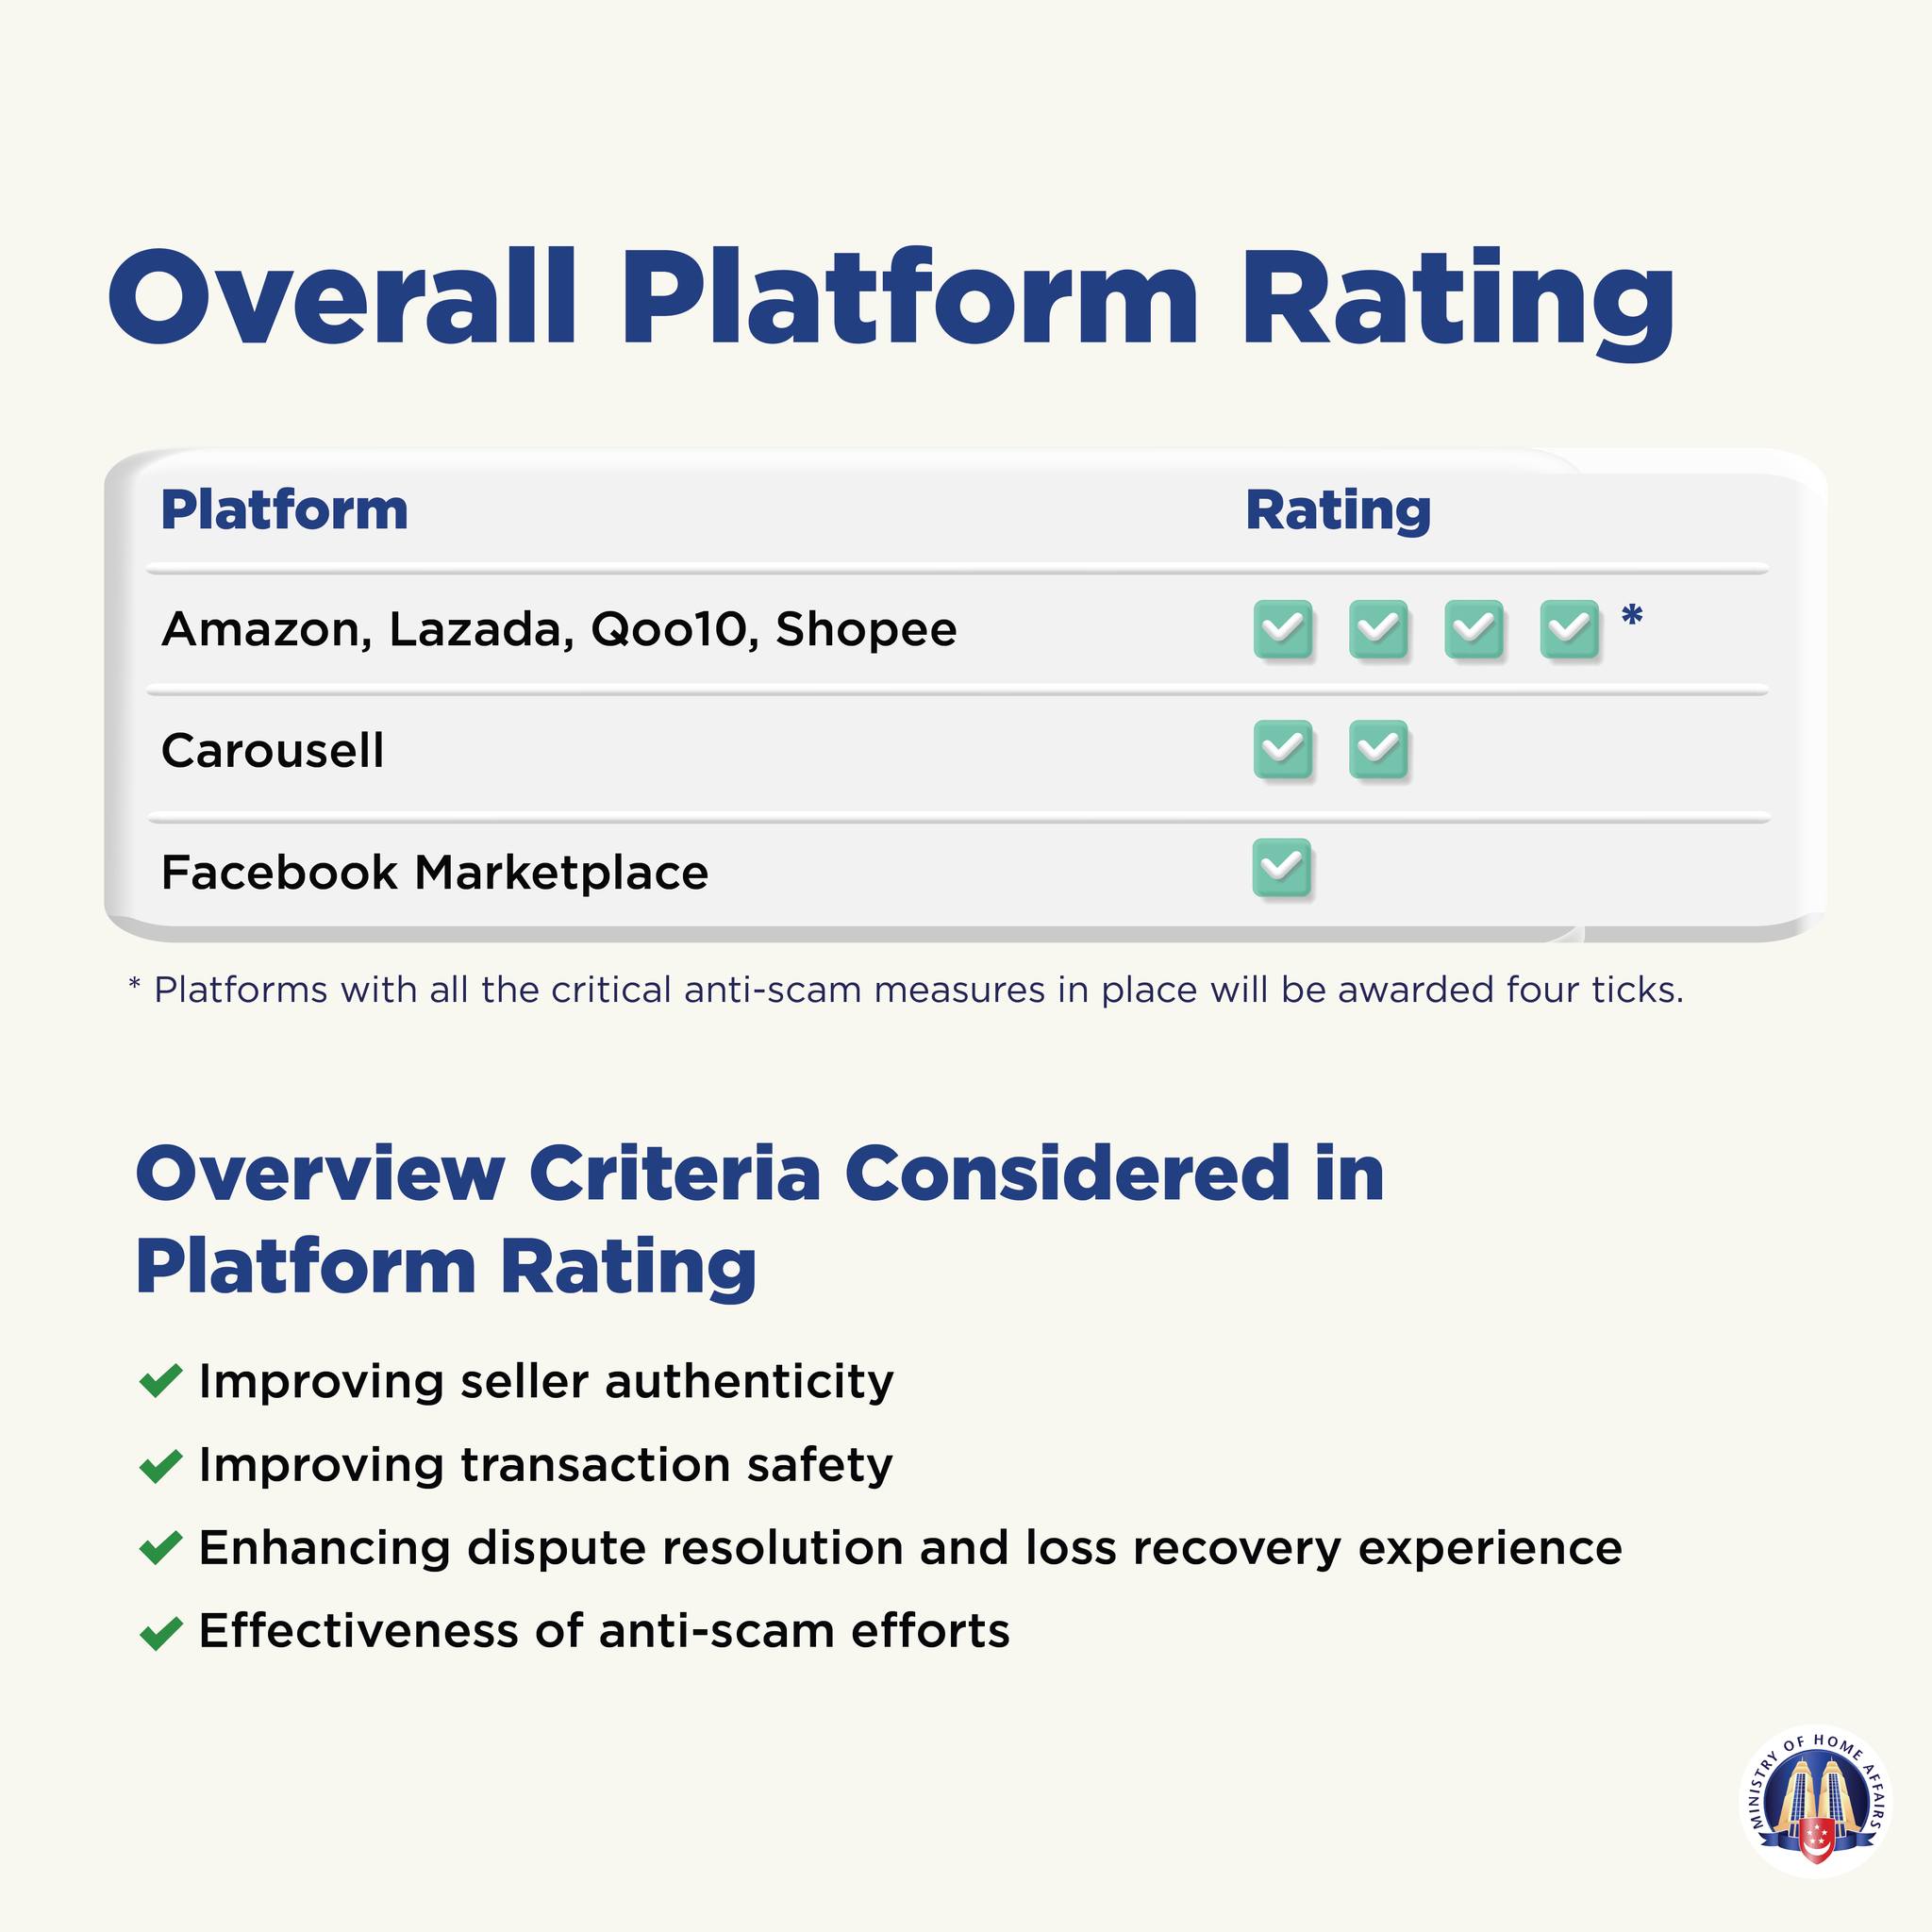 Overall Platform Rating
Platform Rating
Amazon, Lazada, Qoo10, Shopee *
Carousell
Facebook Marketplace
* Platforms with all the critical anti-scam measures in place will be awarded four ticks.
Overview Criteria Considered in
Platform Rating
Improving seller authenticity
Improving transaction safety
Enhancing dispute resolution and loss recovery experience
Effectiveness of anti-scam efforts
MINISTRY OF HOME AFFAIRS